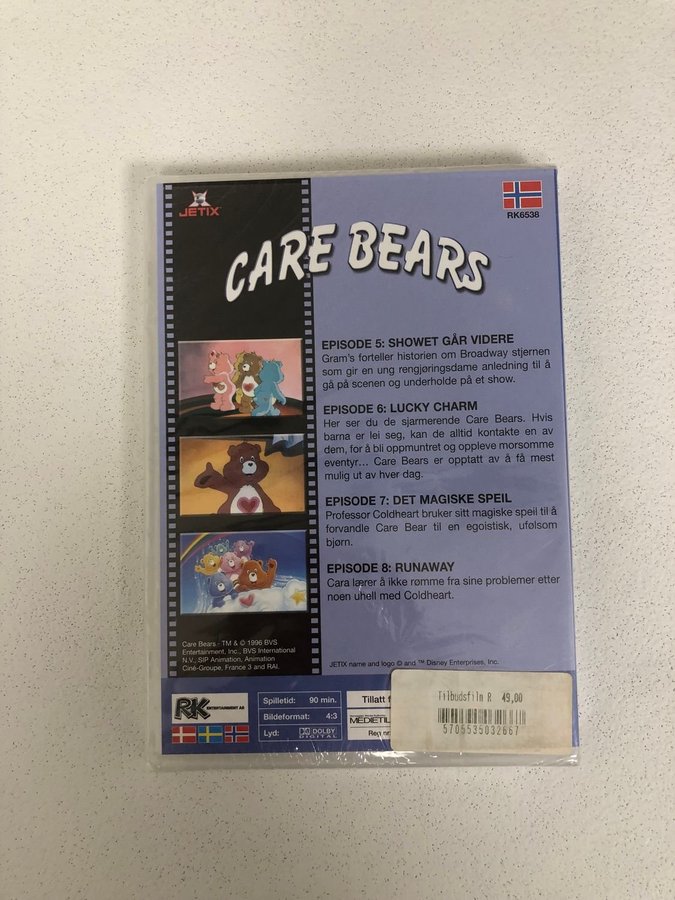 JETIX
RK6538
CARE BEARS
EPISODE 5: SHOWET GÅR VIDERE
Gram's forteller historien om Broadway stjernen
som gir en ung rengjøringsdame anledning til å
gå på scenen og underholde på et show.
EPISODE 6: LUCKY CHARM
Her ser du de sjarmerende Care Bears. Hvis
barna er lei seg, kan de alltid kontakte en av
dem, for å bli oppmuntret og oppleve morsomme
eventyr... Care Bears er opptatt av å få mest
mulig ut av hver dag.
EPISODE 7: DET MAGISKE SPEIL
Professor Coldheart bruker sitt magiske speil til å
forvandle Care Bear til en egoistisk, ufølsom
bjørn.
EPISODE 8: RUNAWAY
Cara lærer å ikke rømme fra sine problemer etter
noen uhell med Coldheart.
Care Bears - TM & © 1996 BVS
Entertainment, Inc., BVS International
N.V., SIP Animation, Animation
Ciné-Groupe, France 3 and RAI.
JETIX name and logo © and ™ Disney Enterprises, Inc.
RK ENTERTAINMENT AS
Spilletid: 90 min.
Bildeformat: 4:3
Lyd: DOLBY DIGITAL
Tillatt f
MEDIETIL
Reg nr
Tilbudsfilm R 49,00
5705535032667